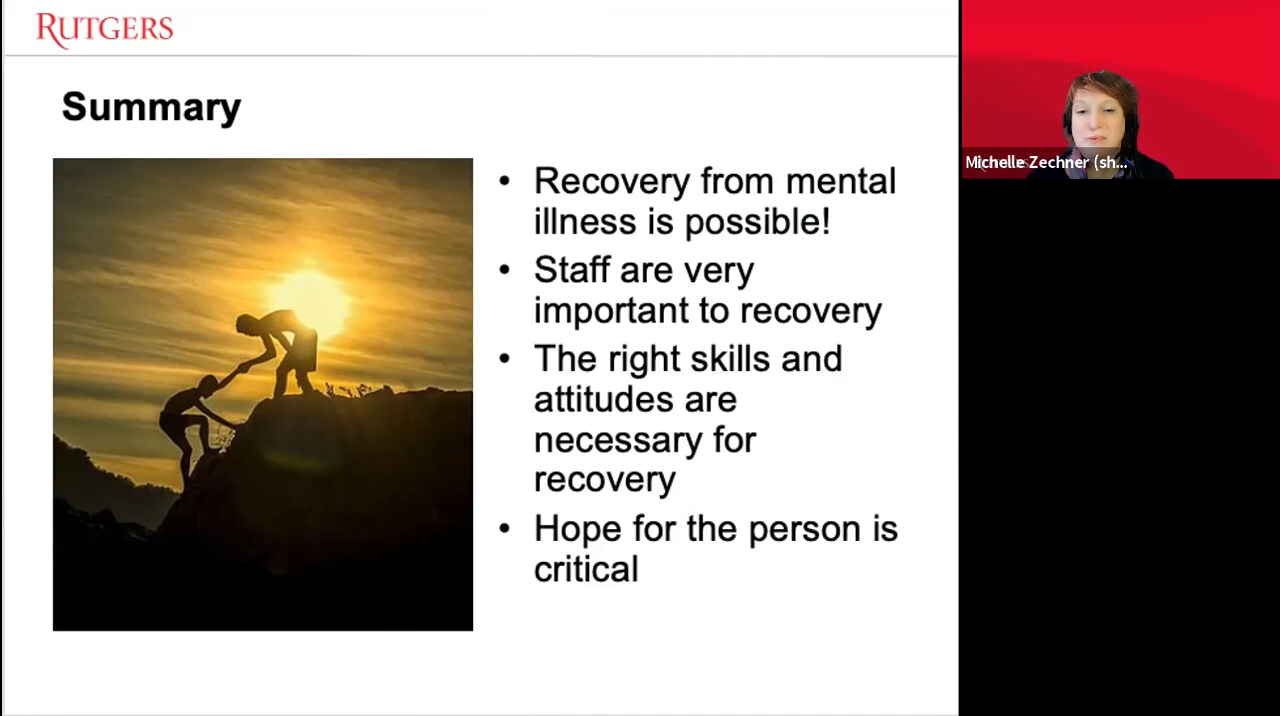 RUTGERS
Summary
• Recovery from mental
illness is possible!
• Staff are very
important to recovery
• The right skills and
attitudes are
necessary for
recovery
• Hope for the person is
critical
Michelle Zechner (sh...